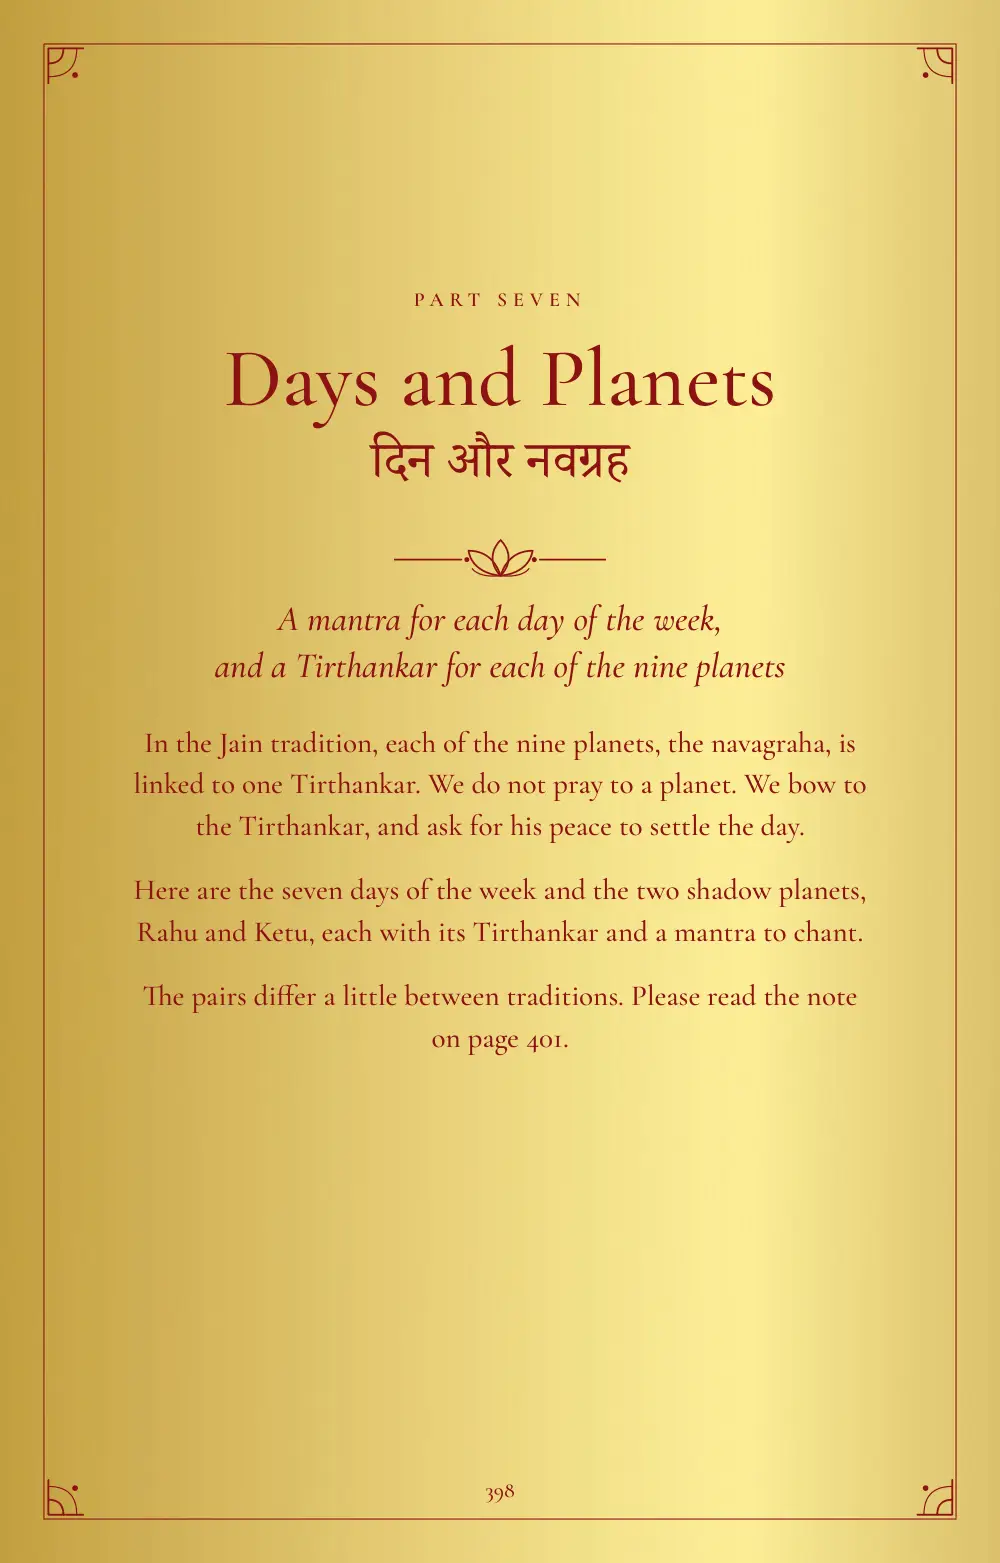 PART SEVEN
Days and Planets
दिन और नवग्रह
A mantra for each day of the week,
and a Tirthankar for each of the nine planets
In the Jain tradition, each of the nine planets, the navagraha, is
linked to one Tirthankar. We do not pray to a planet. We bow to
the Tirthankar, and ask for his peace to settle the day.
Here are the seven days of the week and the two shadow planets,
Rahu and Ketu, each with its Tirthankar and a mantra to chant.
The pairs differ a little between traditions. Please read the note
on page 401.
398